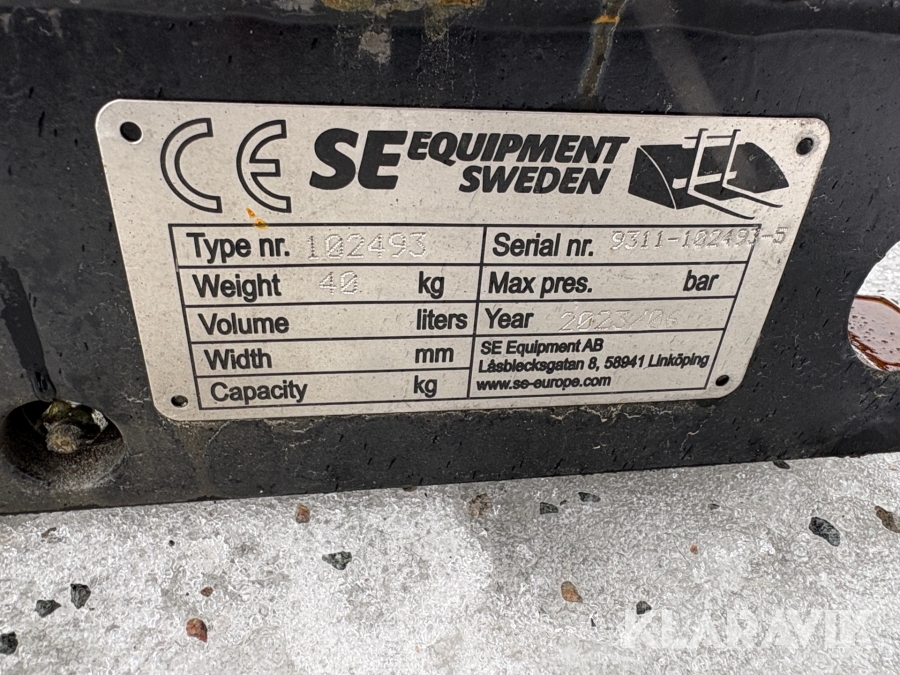 CE SE EQUIPMENT
SWEDEN
Type nr. 102493 Serial nr. 9311-102493-5
Weight 40 kg Max pres. bar
Volume liters Year 2023/06
Width mm SE Equipment AB
Låsblecksgatan 8, 58941 Linköping
Capacity kg www.se-europe.com
KLARAVIK